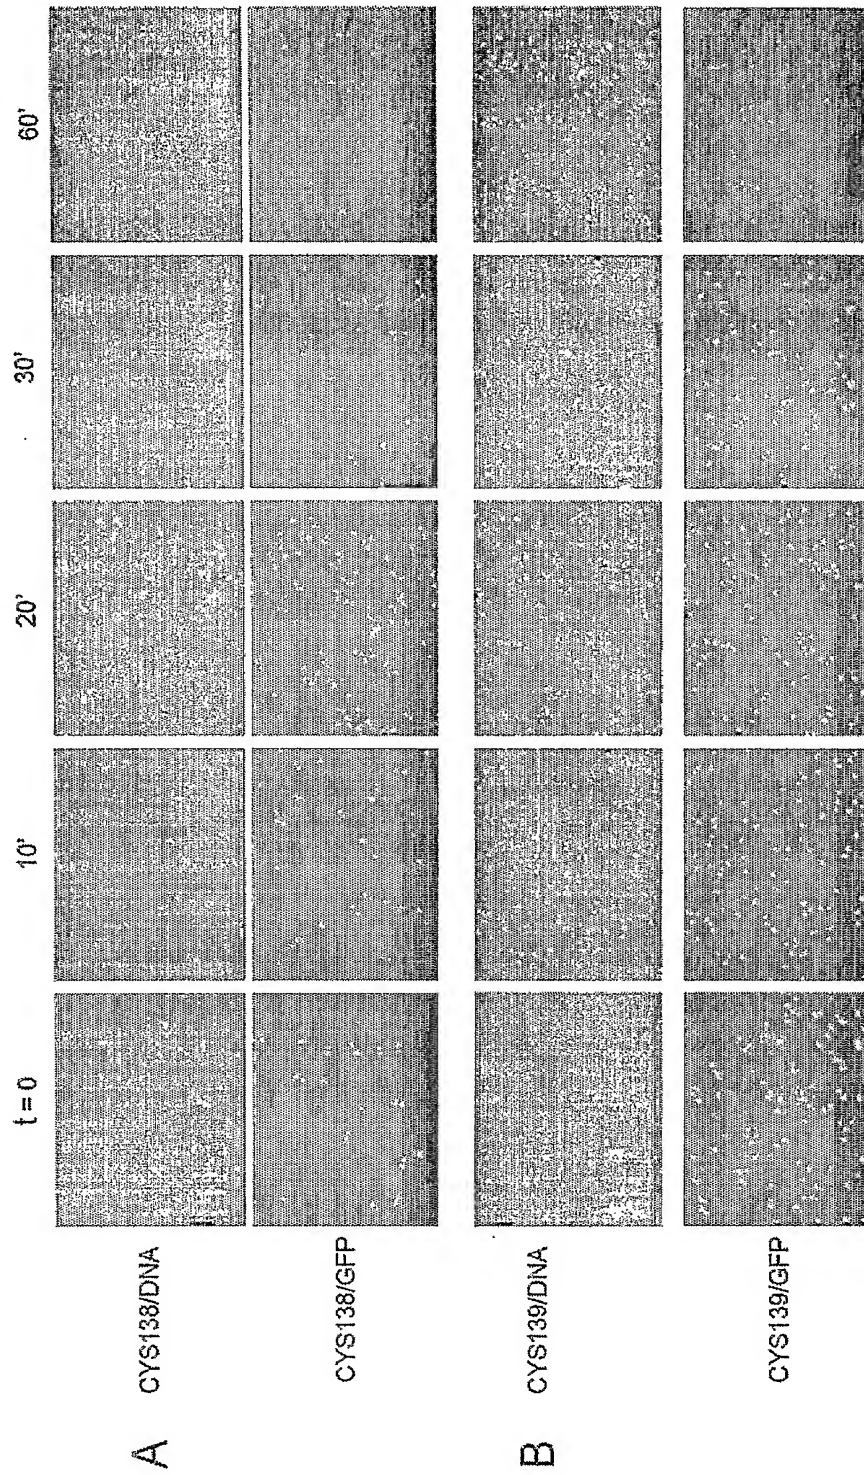 t = 0
10'
20'
30'
60'
A
CYS138/DNA
CYS138/GFP
B
CYS139/DNA
CYS139/GFP